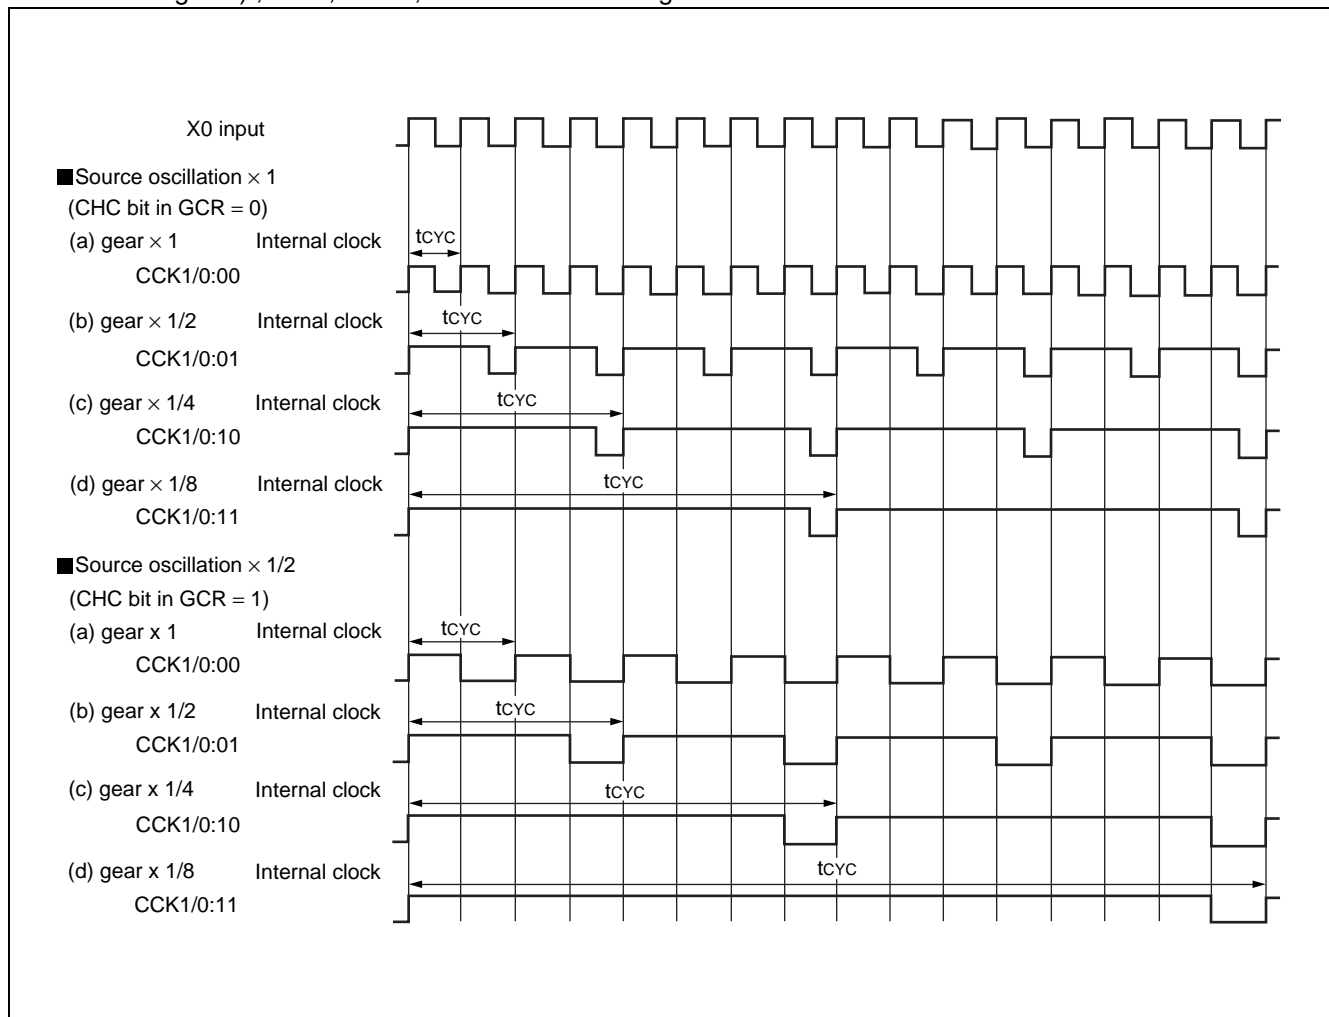 X0 input
■Source oscillation × 1
(CHC bit in GCR = 0)
(a) gear × 1 Internal clock tCYC
CCK1/0:00
(b) gear × 1/2 Internal clock tCYC
CCK1/0:01
(c) gear × 1/4 Internal clock tCYC
CCK1/0:10
(d) gear × 1/8 Internal clock tCYC
CCK1/0:11
■Source oscillation × 1/2
(CHC bit in GCR = 1)
(a) gear x 1 Internal clock tCYC
CCK1/0:00
(b) gear x 1/2 Internal clock tCYC
CCK1/0:01
(c) gear x 1/4 Internal clock tCYC
CCK1/0:10
(d) gear x 1/8 Internal clock tCYC
CCK1/0:11